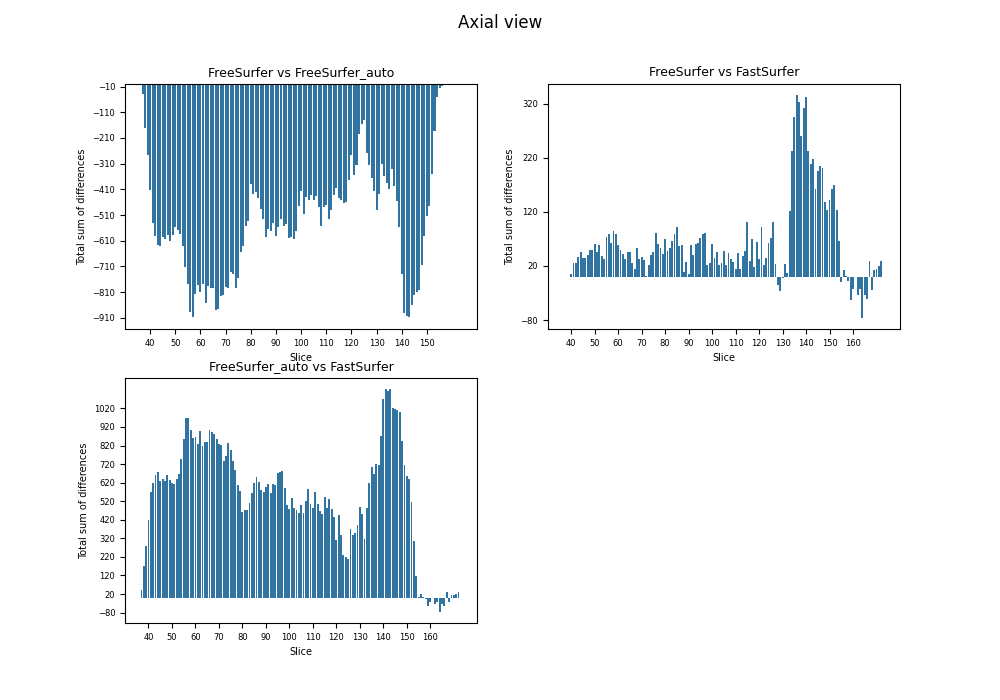 Axial view
FreeSurfer vs FreeSurfer_auto
Total sum of differences
−10
−110
−210
−310
−410
−510
−610
−710
−810
−910
40 50 60 70 80 90 100 110 120 130 140 150
Slice
FreeSurfer vs FastSurfer
Total sum of differences
320
220
120
20
−80
40 50 60 70 80 90 100 110 120 130 140 150 160
Slice
FreeSurfer_auto vs FastSurfer
Total sum of differences
1020
920
820
720
620
520
420
320
220
120
20
−80
40 50 60 70 80 90 100 110 120 130 140 150 160
Slice